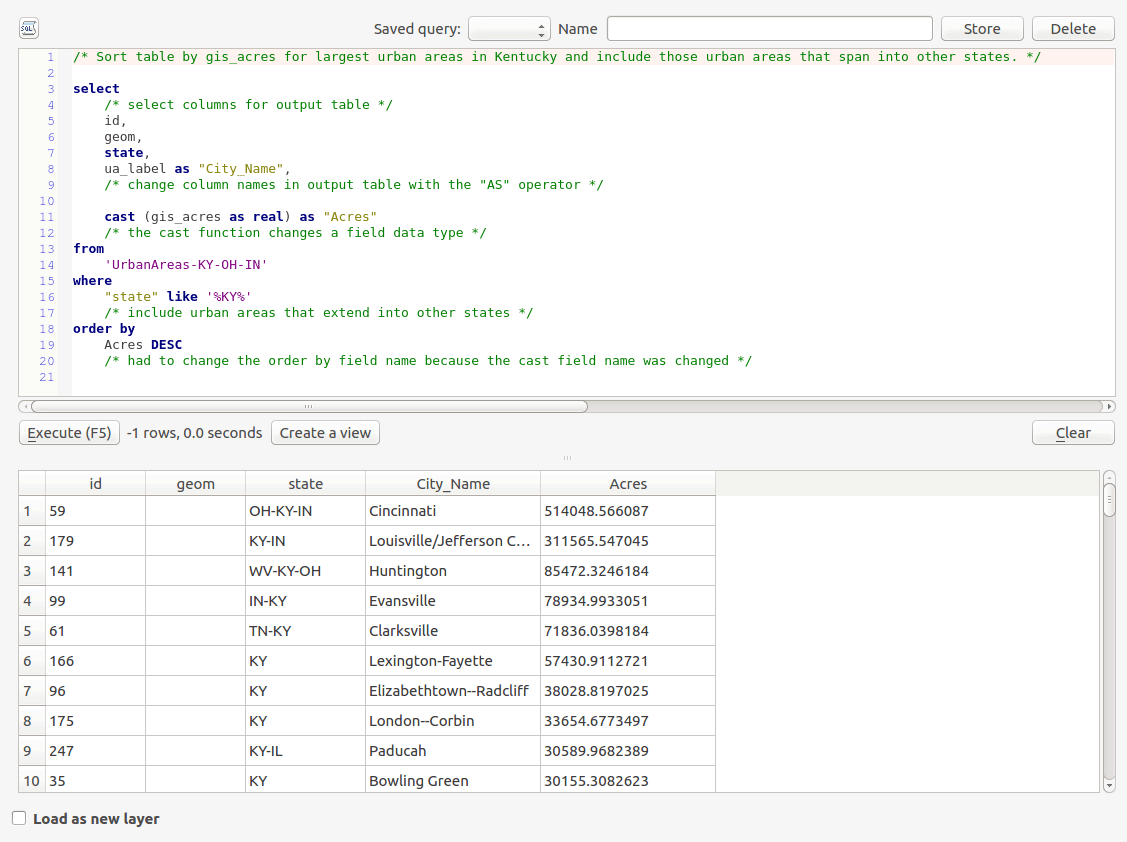 SQL
Saved query:
Name
Store
Delete
1 /* Sort table by gis_acres for largest urban areas in Kentucky and include those urban areas that span into other states. */
2
3 select
4 /* select columns for output table */
5 id,
6 geom,
7 state,
8 ua_label as "City_Name",
9 /* change column names in output table with the "AS" operator */
10
11 cast (gis_acres as real) as "Acres"
12 /* the cast function changes a field data type */
13 from
14 'UrbanAreas-KY-OH-IN'
15 where
16 "state" like '%KY%'
17 /* include urban areas that extend into other states */
18 order by
19 Acres DESC
20 /* had to change the order by field name because the cast field name was changed */
21
Execute (F5) -1 rows, 0.0 seconds Create a view Clear
id geom state City_Name Acres
1 59 OH-KY-IN Cincinnati 514048.566087
2 179 KY-IN Louisville/Jefferson C… 311565.547045
3 141 WV-KY-OH Huntington 85472.3246184
4 99 IN-KY Evansville 78934.9933051
5 61 TN-KY Clarksville 71836.0398184
6 166 KY Lexington-Fayette 57430.9112721
7 96 KY Elizabethtown--Radcliff 38028.8197025
8 175 KY London--Corbin 33654.6773497
9 247 KY-IL Paducah 30589.9682389
10 35 KY Bowling Green 30155.3082623
Load as new layer